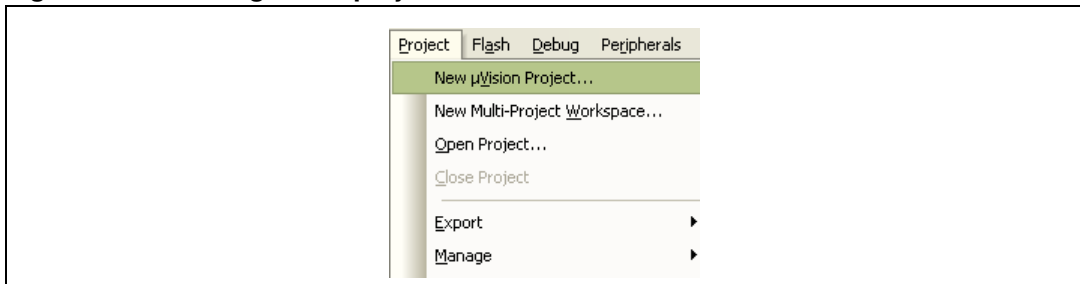 Project Flash Debug Peripherals
New µVision Project...
New Multi-Project Workspace...
Open Project...
Close Project
Export
Manage